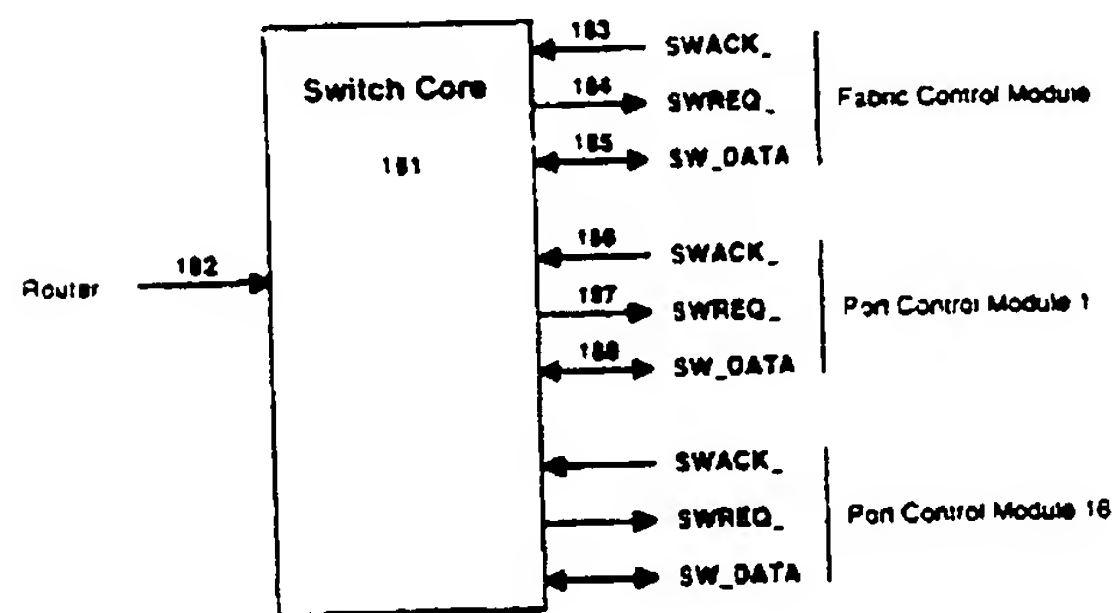 Switch Core
181
Router
182
183
SWACK_
184
SWREQ_
185
SW_DATA
Fabric Control Module
186
SWACK_
187
SWREQ_
188
SW_DATA
Port Control Module 1
SWACK_
SWREQ_
SW_DATA
Port Control Module 16